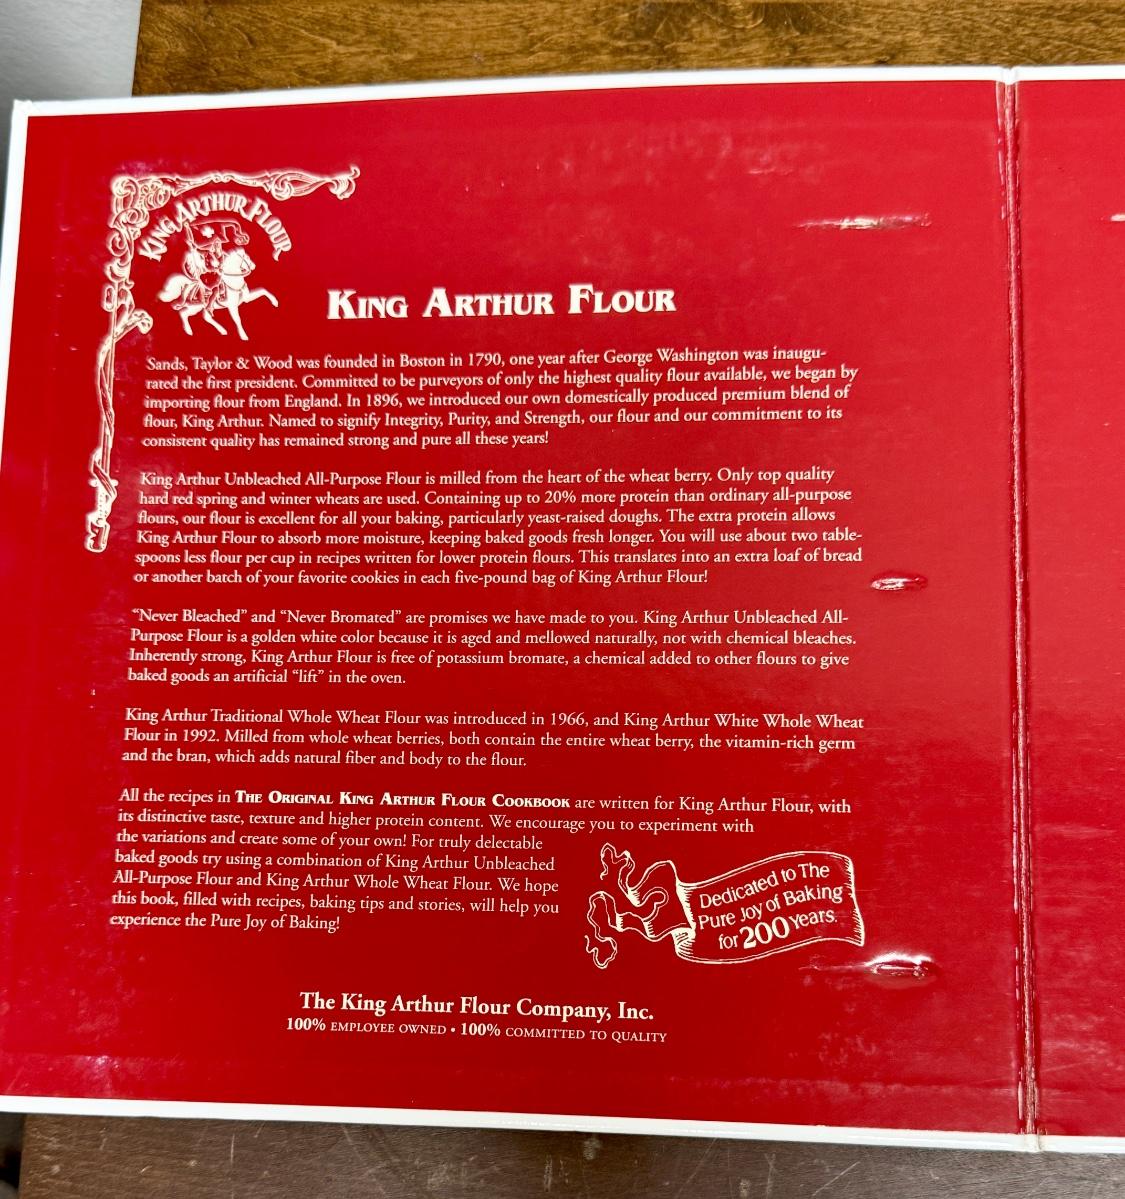 KING ARTHUR FLOUR
KING ARTHUR FLOUR
Sands, Taylor & Wood was founded in Boston in 1790, one year after George Washington was inaugu-
rated the first president. Committed to be purveyors of only the highest quality flour available, we began by
importing flour from England. In 1896, we introduced our own domestically produced premium blend of
flour, King Arthur. Named to signify Integrity, Purity, and Strength, our flour and our commitment to its
consistent quality has remained strong and pure all these years!
King Arthur Unbleached All-Purpose Flour is milled from the heart of the wheat berry. Only top quality
hard red spring and winter wheats are used. Containing up to 20% more protein than ordinary all-purpose
flours, our flour is excellent for all your baking, particularly yeast-raised doughs. The extra protein allows
King Arthur Flour to absorb more moisture, keeping baked goods fresh longer. You will use about two table-
spoons less flour per cup in recipes written for lower protein flours. This translates into an extra loaf of bread
or another batch of your favorite cookies in each five-pound bag of King Arthur Flour!
“Never Bleached” and “Never Bromated” are promises we have made to you. King Arthur Unbleached All-
Purpose Flour is a golden white color because it is aged and mellowed naturally, not with chemical bleaches.
Inherently strong, King Arthur Flour is free of potassium bromate, a chemical added to other flours to give
baked goods an artificial “lift” in the oven.
King Arthur Traditional Whole Wheat Flour was introduced in 1966, and King Arthur White Whole Wheat
Flour in 1992. Milled from whole wheat berries, both contain the entire wheat berry, the vitamin-rich germ
and the bran, which adds natural fiber and body to the flour.
All the recipes in THE ORIGINAL KING ARTHUR FLOUR COOKBOOK are written for King Arthur Flour, with
its distinctive taste, texture and higher protein content. We encourage you to experiment with
the variations and create some of your own! For truly delectable
baked goods try using a combination of King Arthur Unbleached
All-Purpose Flour and King Arthur Whole Wheat Flour. We hope
this book, filled with recipes, baking tips and stories, will help you
experience the Pure Joy of Baking!
Dedicated to The
Pure Joy of Baking
for 200 Years.
The King Arthur Flour Company, Inc.
100% EMPLOYEE OWNED • 100% COMMITTED TO QUALITY